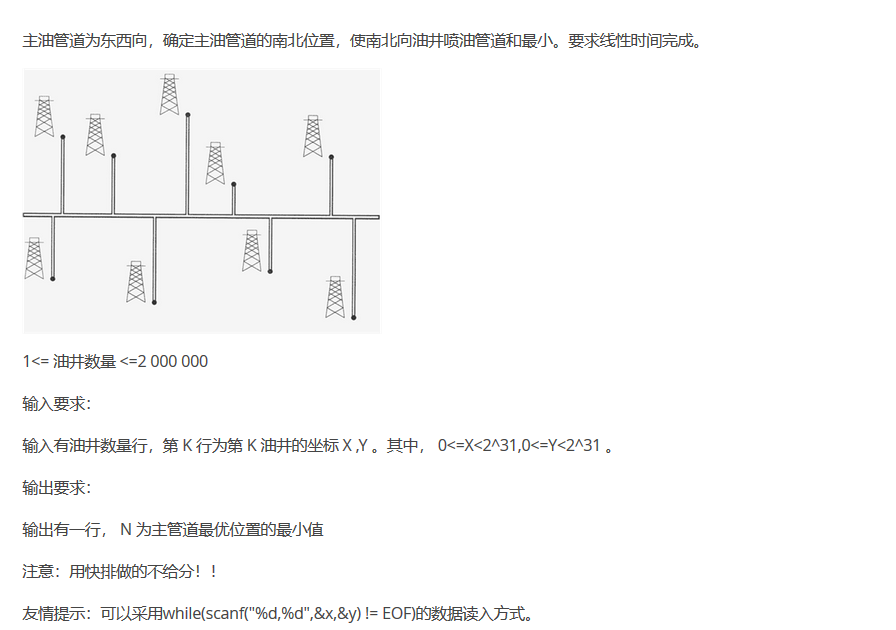 主油管道为东西向，确定主油管道的南北位置，使南北向油井喷油管道和最小。要求线性时间完成。
1<= 油井数量 <=2 000 000
输入要求：
输入有油井数量行，第 K 行为第 K 油井的坐标 X ,Y 。其中， 0<=X<2^31,0<=Y<2^31 。
输出要求：
输出有一行， N 为主管道最优位置的最小值
注意：用快排做的不给分！！
友情提示：可以采用while(scanf("%d,%d",&x,&y) != EOF)的数据读入方式。